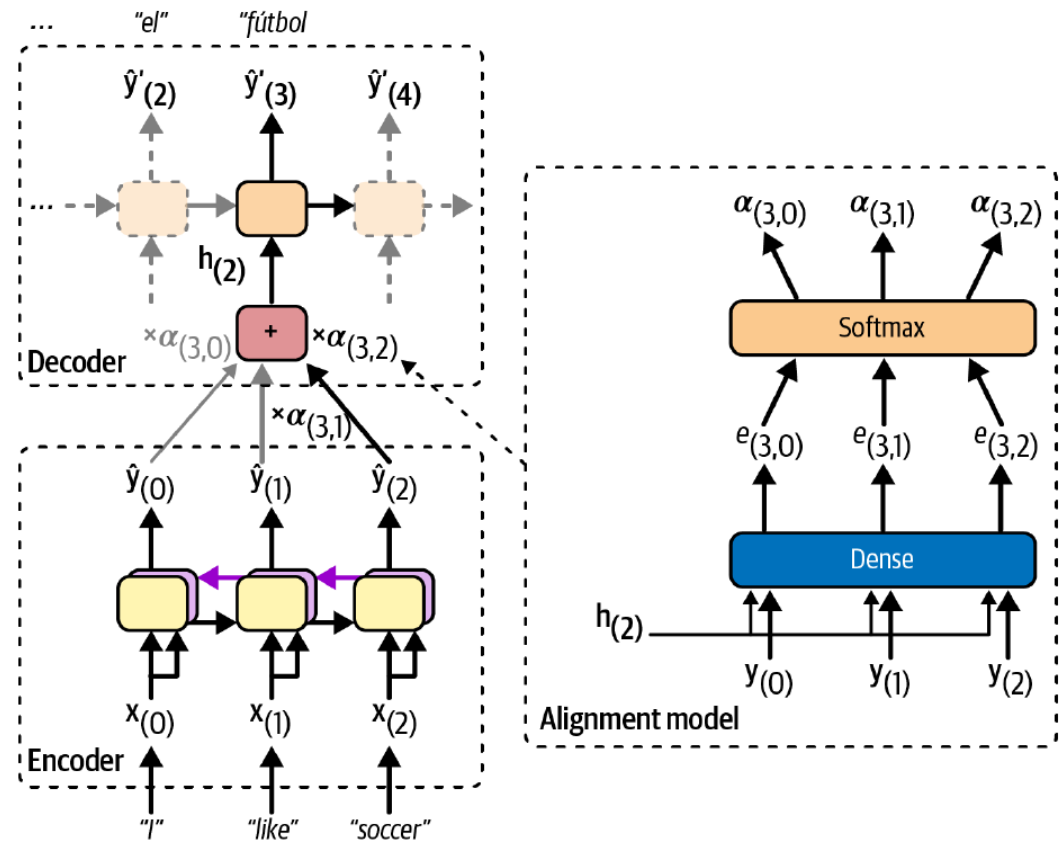 ... "el" "fútbol
ŷ'(2) ŷ'(3) ŷ'(4)
...
h(2)
+
×α(3,0) ×α(3,2)
Decoder
×α(3,1)
ŷ(0) ŷ(1) ŷ(2)
x(0) x(1) x(2)
Encoder
"I" "like" "soccer"
α(3,0) α(3,1) α(3,2)
Softmax
e(3,0) e(3,1) e(3,2)
Dense
h(2)
y(0) y(1) y(2)
Alignment model